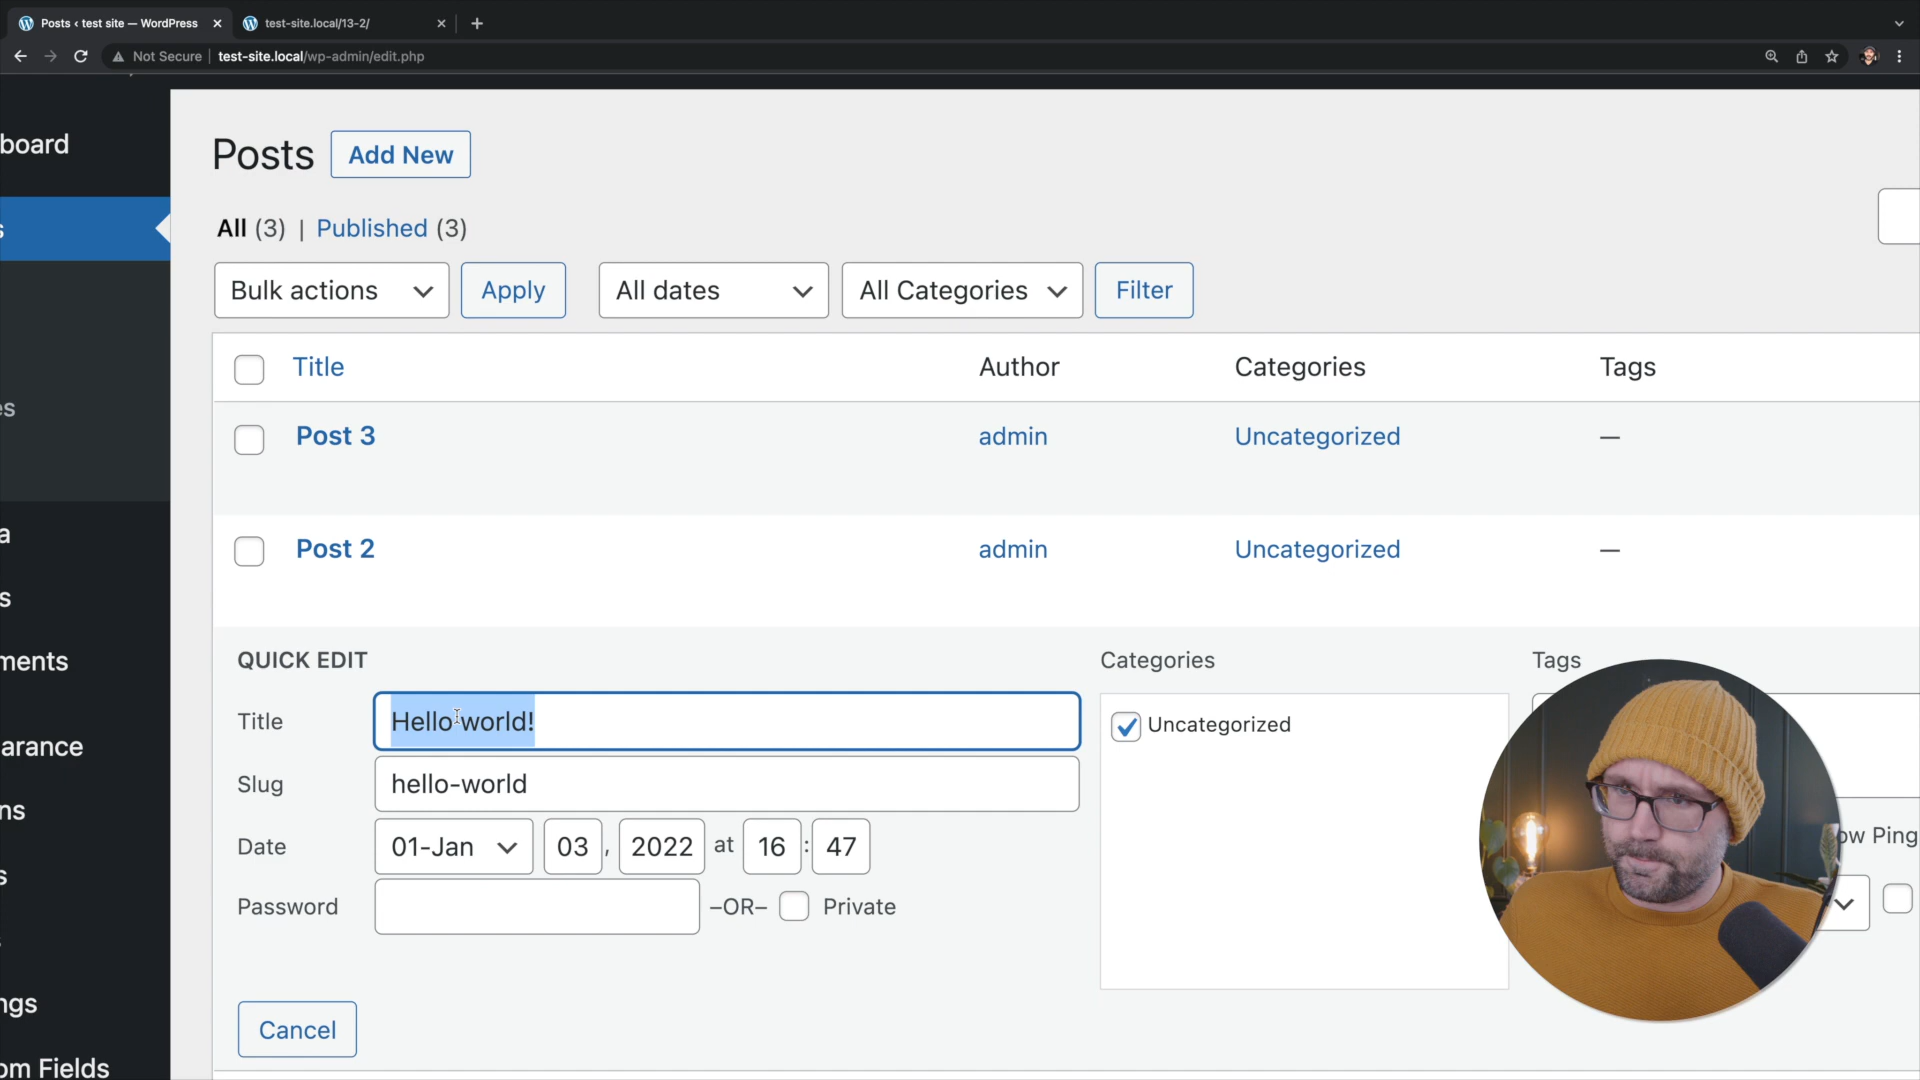 Posts ‹ test site — WordPress
test-site.local/13-2/
Not Secure
test-site.local/wp-admin/edit.php
board
s
es
a
s
ments
arance
ns
s
ngs
om Fields
Posts
Add New
All (3) | Published (3)
Bulk actions
Apply
All dates
All Categories
Filter
Title
Author
Categories
Tags
Post 3
admin
Uncategorized
—
Post 2
admin
Uncategorized
—
QUICK EDIT
Categories
Tags
Title
Hello world!
Uncategorized
Slug
hello-world
Date
01-Jan
03
,
2022
at
16
:
47
ow Ping
Password
–OR–
Private
Cancel